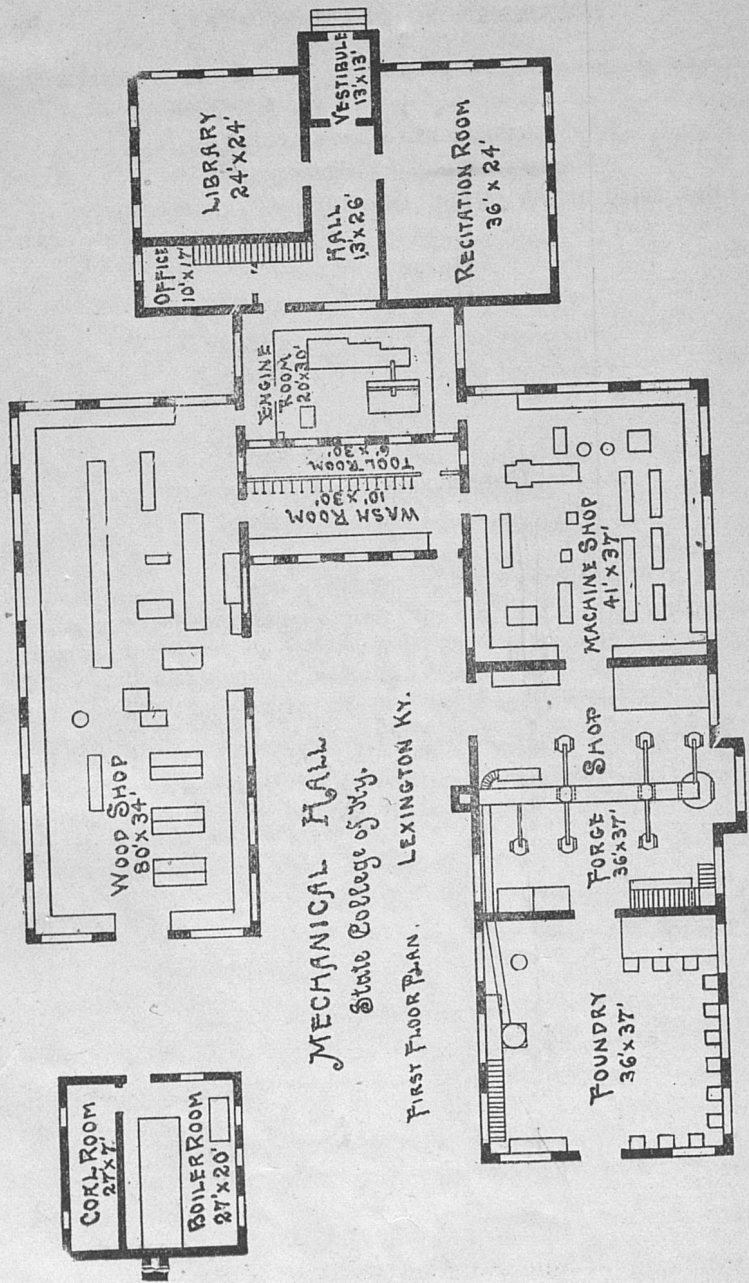 MECHANICAL HALL
State College of Ky.
FIRST FLOOR PLAN. LEXINGTON KY.
COAL ROOM
27'x7'
BOILER ROOM
27'x20'
WOOD SHOP
80'x34'
FOUNDRY
36'x37'
FORGE SHOP
36'x37'
MACHINE SHOP
41'x37'
WASH ROOM
10'x30'
TOOL ROOM
6'x30'
ENGINE
ROOM
20'x30'
OFFICE
10'x17'
LIBRARY
24'x24'
HALL
13'x26'
VESTIBULE
13'x13'
RECITATION ROOM
36'x24'